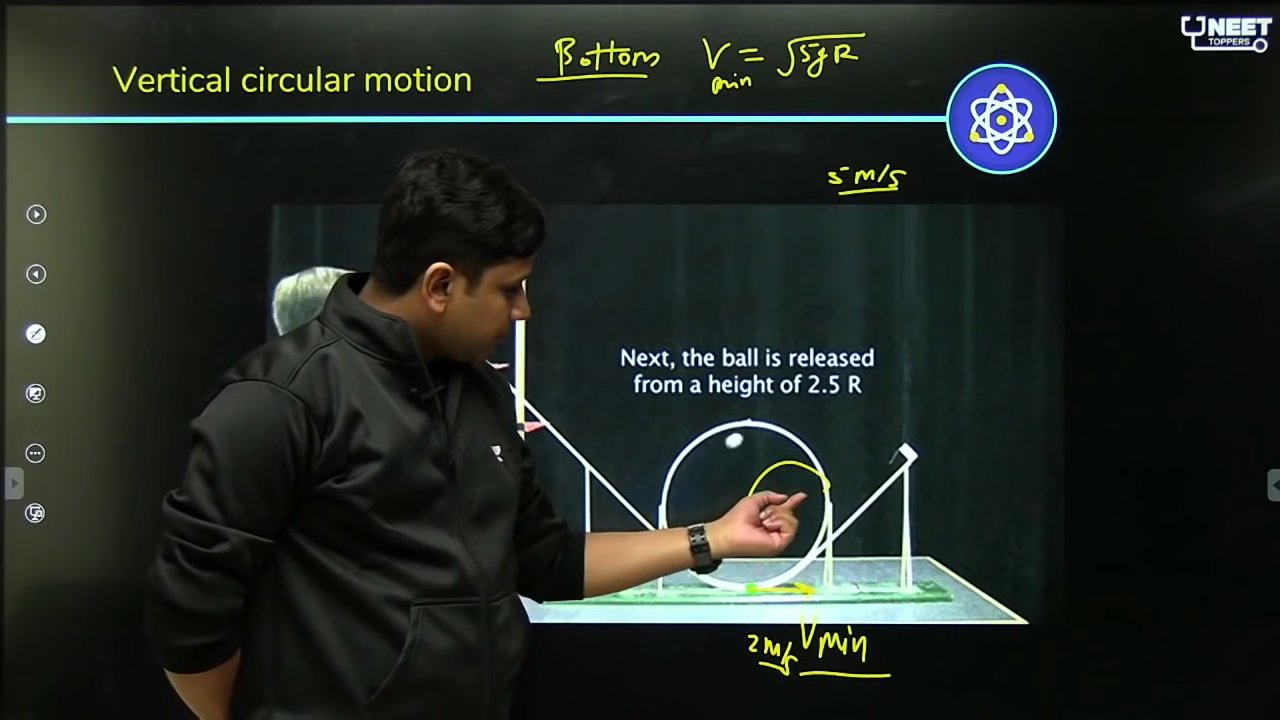 NEET
TOPPERS
Bottom V min = √5gR
Vertical circular motion
5 m/s
Next, the ball is released
from a height of 2.5 R
2 m/s Vmin